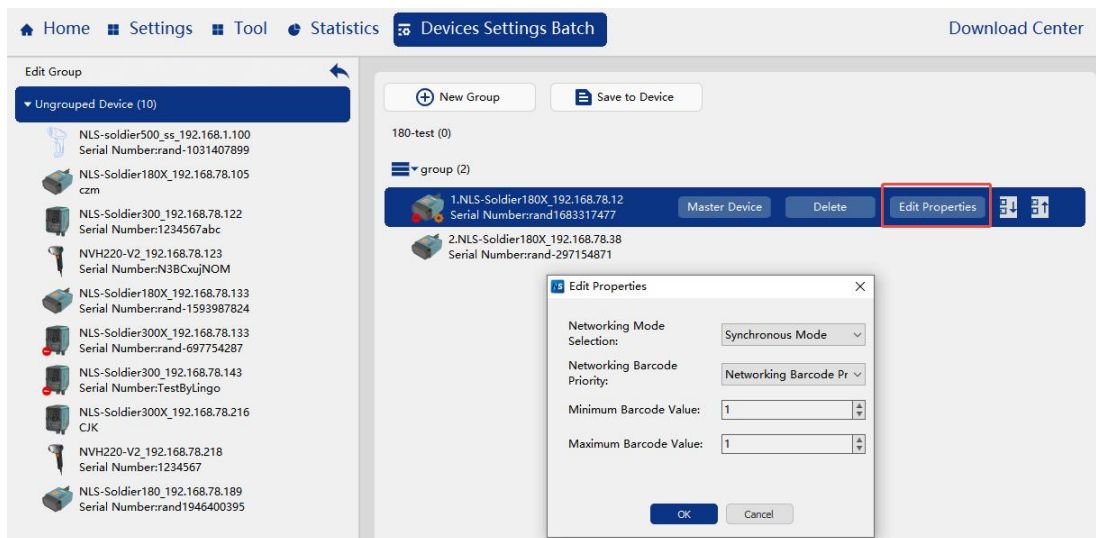 Home Settings Tool Statistics Devices Settings Batch Download Center
Edit Group
Ungrouped Device (10)
NLS-soldier500_ss_192.168.1.100
Serial Number:rand-1031407899
NLS-Soldier180X_192.168.78.105
czm
NLS-Soldier300_192.168.78.122
Serial Number:1234567abc
NVH220-V2_192.168.78.123
Serial Number:N3BCxujNOM
NLS-Soldier180X_192.168.78.133
Serial Number:rand-1593987824
NLS-Soldier300X_192.168.78.133
Serial Number:rand-697754287
NLS-Soldier300_192.168.78.143
Serial Number:TestByLingo
NLS-Soldier300X_192.168.78.216
CJK
NVH220-V2_192.168.78.218
Serial Number:1234567
NLS-Soldier180_192.168.78.189
Serial Number:rand1946400395
New Group Save to Device
180-test (0)
group (2)
1.NLS-Soldier180X_192.168.78.12
Serial Number:rand1683317477
Master Device Delete Edit Properties
2.NLS-Soldier180X_192.168.78.38
Serial Number:rand-297154871
Edit Properties
Networking Mode
Selection:
Synchronous Mode
Networking Barcode
Priority:
Networking Barcode Pr
Minimum Barcode Value: 1
Maximum Barcode Value: 1
OK Cancel